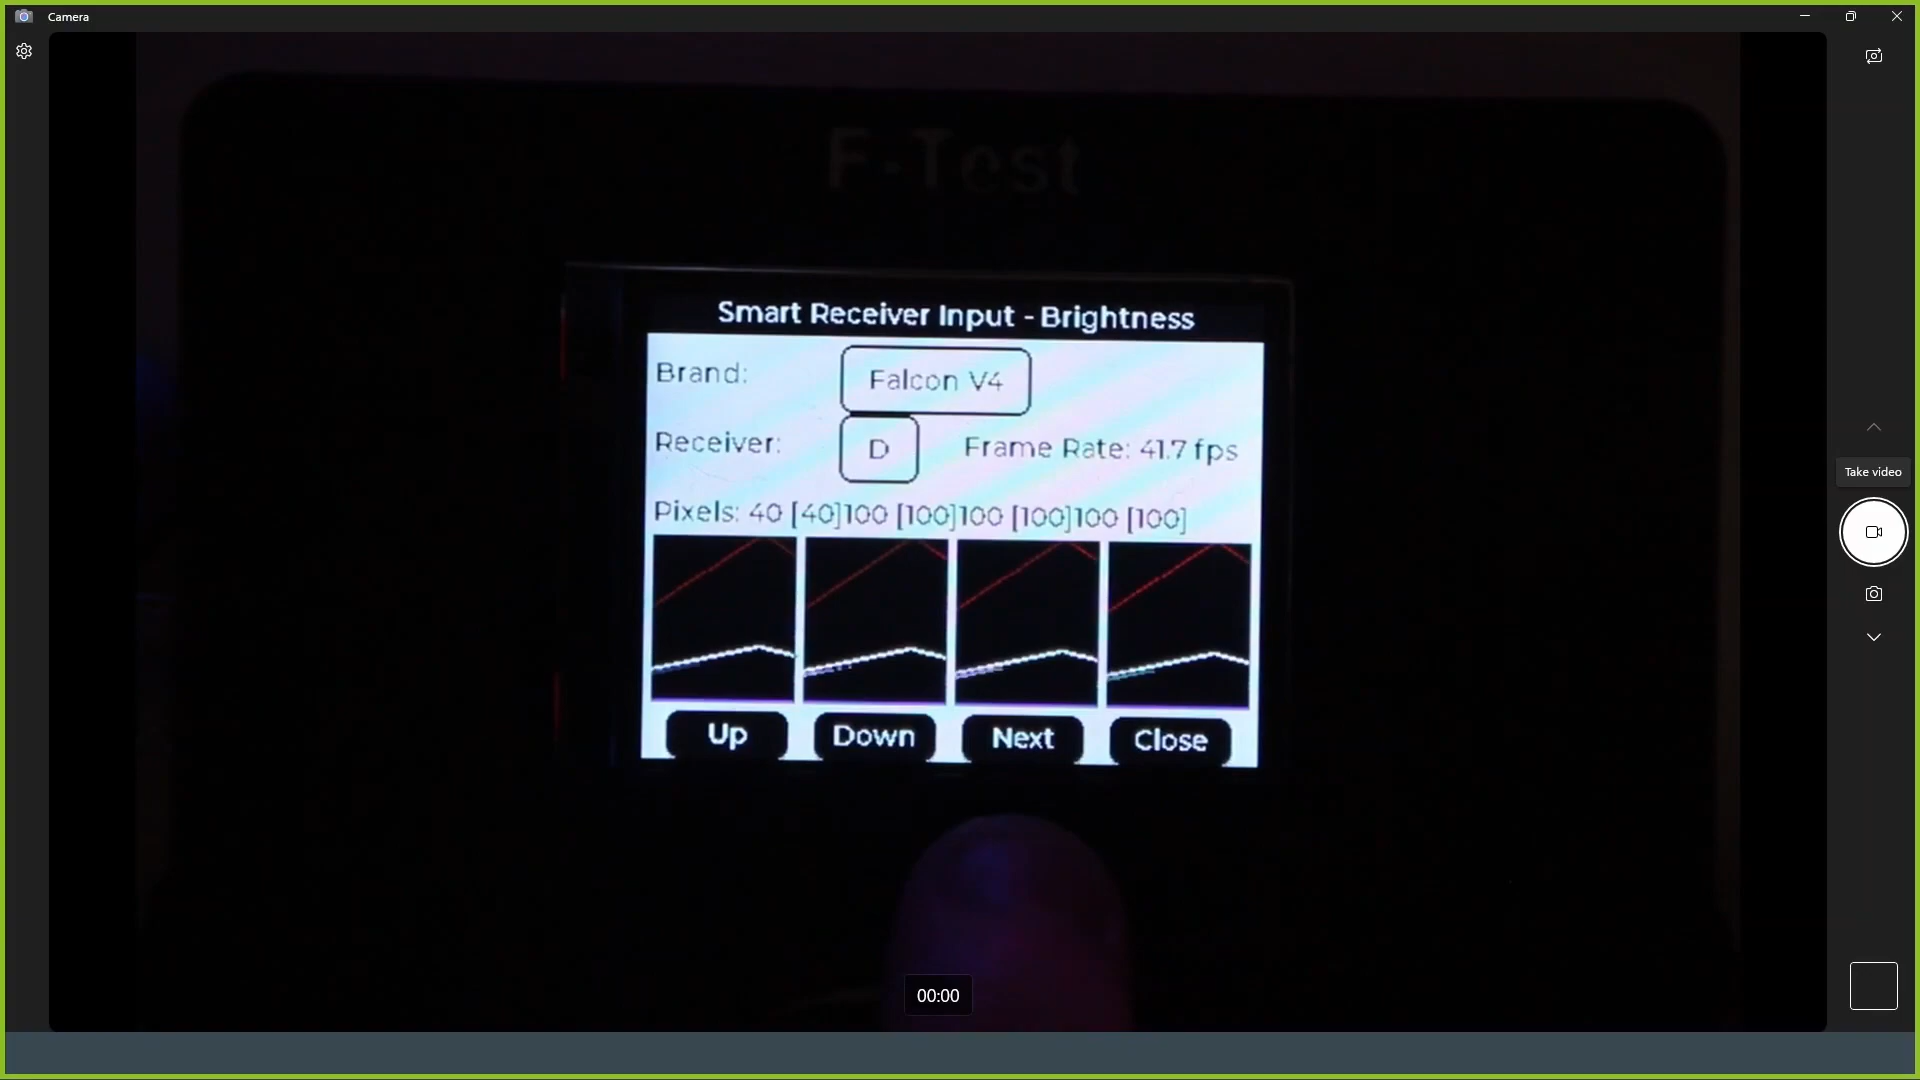 Camera
F-Test
Smart Receiver Input - Brightness
Brand: Falcon V4
Receiver: D Frame Rate: 41.7 fps
Pixels: 40 [40]100 [100]100 [100]100 [100]
Up Down Next Close
Take video
00:00